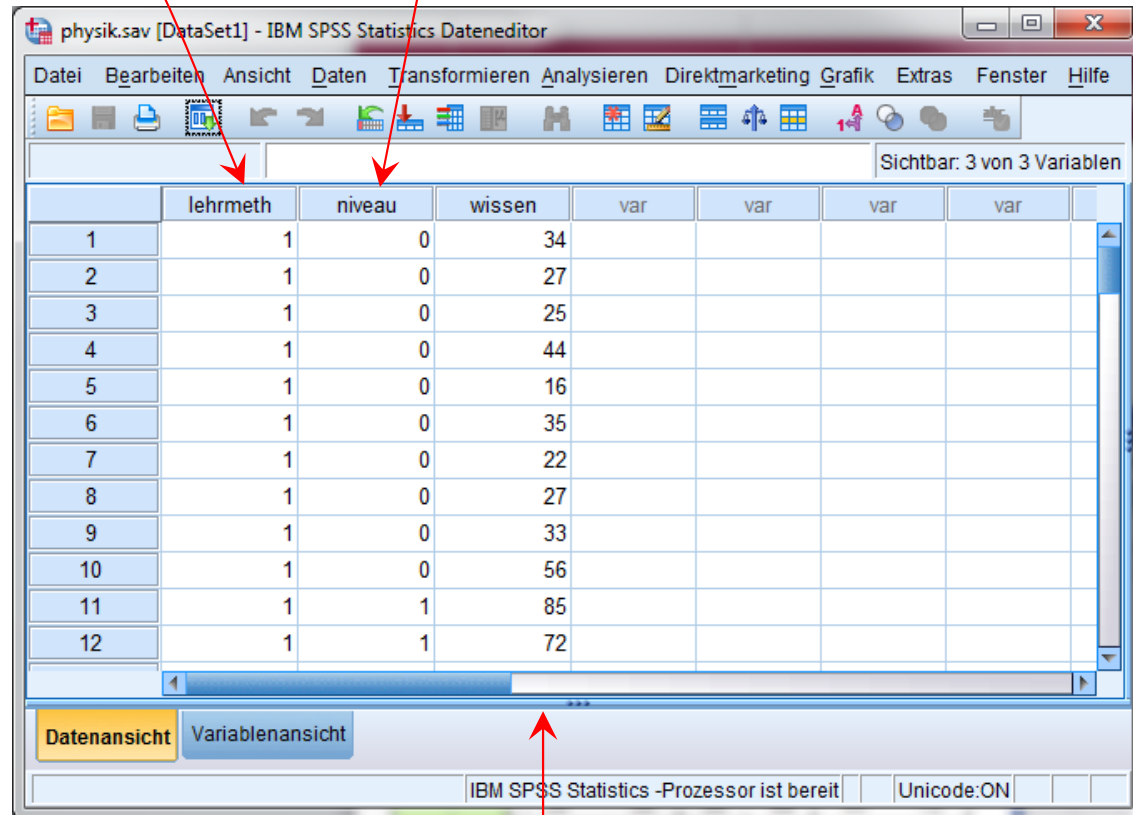 physik.sav [DataSet1] - IBM SPSS Statistics Dateneditor
Datei Bearbeiten Ansicht Daten Transformieren Analysieren Direktmarketing Grafik Extras Fenster Hilfe
Sichtbar: 3 von 3 Variablen
lehrmeth niveau wissen var var var var
1 1 0 34
2 1 0 27
3 1 0 25
4 1 0 44
5 1 0 16
6 1 0 35
7 1 0 22
8 1 0 27
9 1 0 33
10 1 0 56
11 1 1 85
12 1 1 72
Datenansicht Variablenansicht
IBM SPSS Statistics -Prozessor ist bereit Unicode:ON